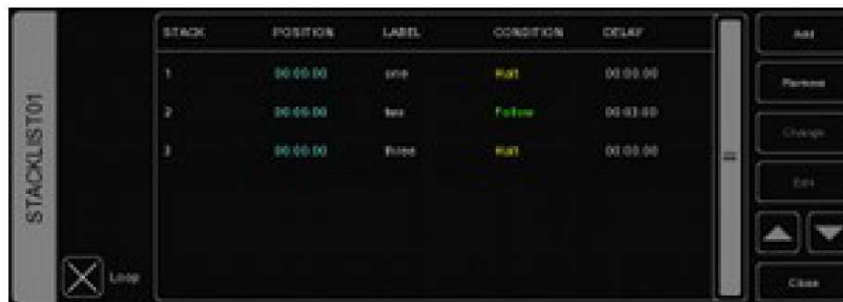 STACKLIST01
STACK POSITION LABEL CONDITION DELAY
1 00:00.00 one Halt 00:00.00
2 00:00.00 two Follow 00:03.00
3 00:00.00 three Halt 00:00.00
Loop
Add
Remove
Change
Edit
Close